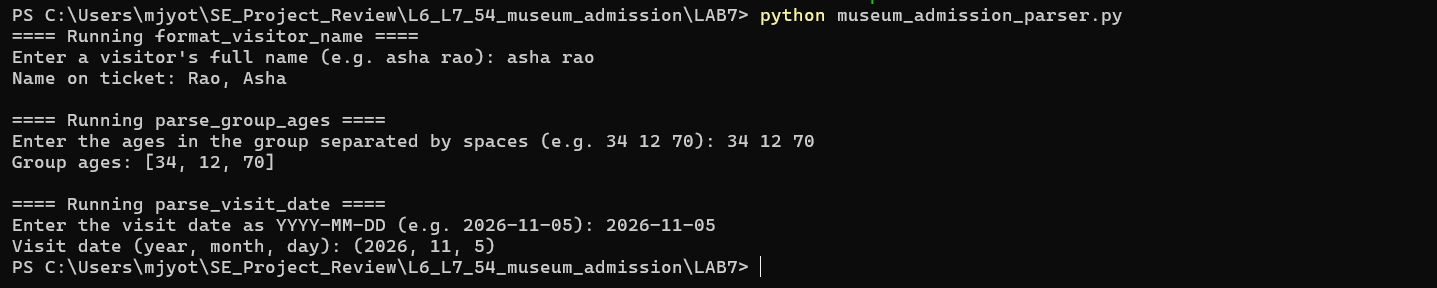 PS C:\Users\mjyot\SE_Project_Review\L6_L7_54_museum_admission\LAB7> python museum_admission_parser.py
==== Running format_visitor_name ====
Enter a visitor's full name (e.g. asha rao): asha rao
Name on ticket: Rao, Asha

==== Running parse_group_ages ====
Enter the ages in the group separated by spaces (e.g. 34 12 70): 34 12 70
Group ages: [34, 12, 70]

==== Running parse_visit_date ====
Enter the visit date as YYYY-MM-DD (e.g. 2026-11-05): 2026-11-05
Visit date (year, month, day): (2026, 11, 5)
PS C:\Users\mjyot\SE_Project_Review\L6_L7_54_museum_admission\LAB7>